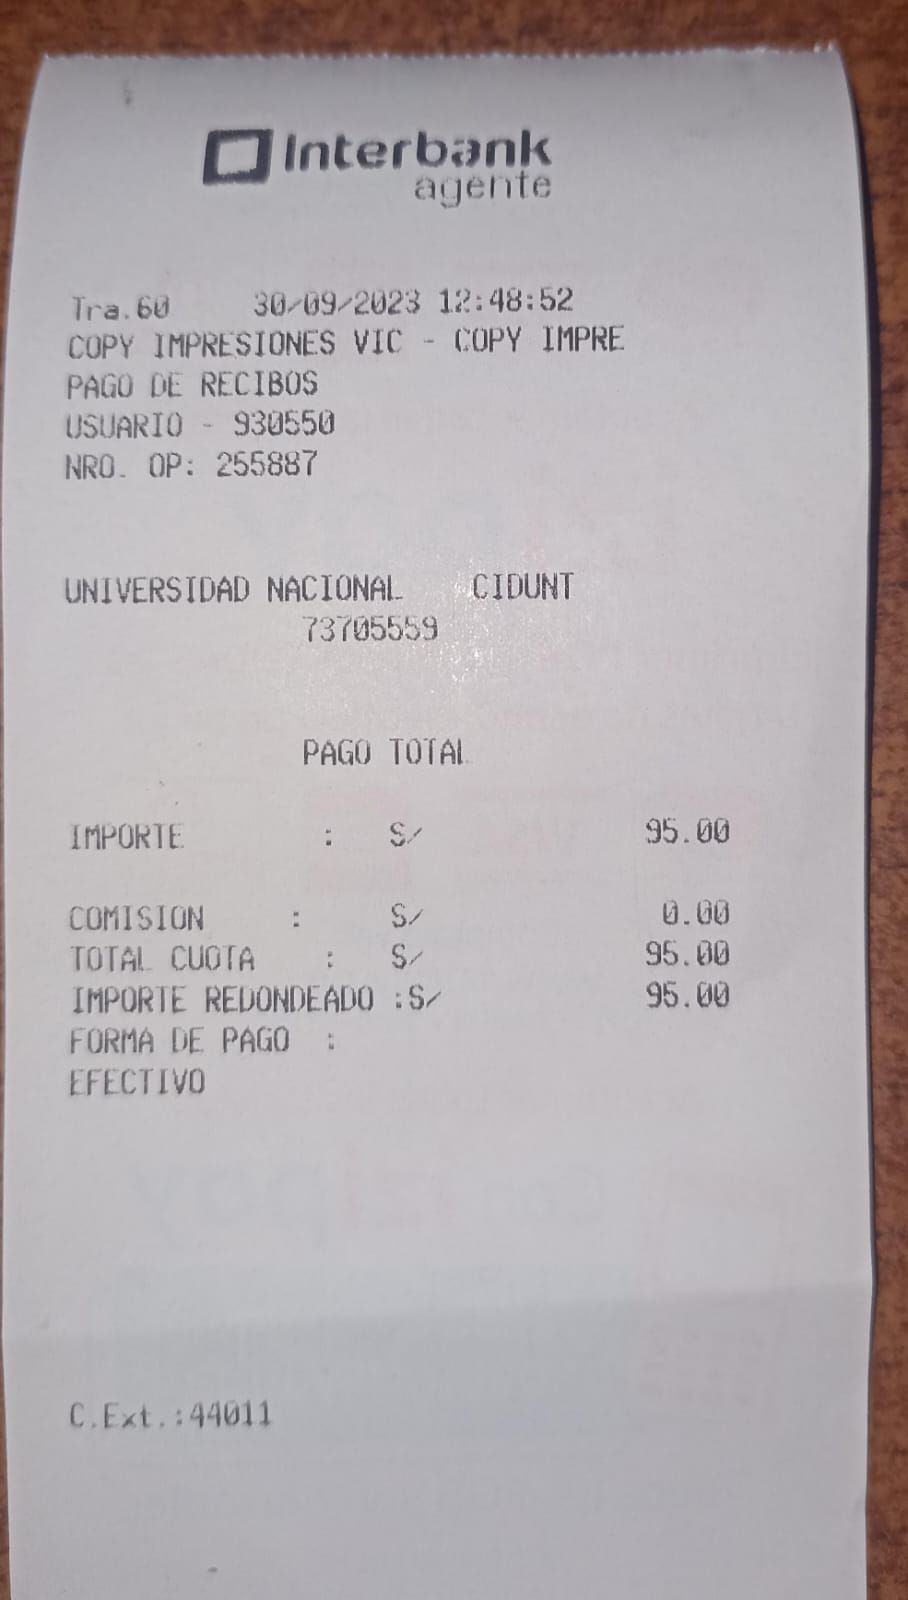 Interbank
agente
Tra.60 30/09/2023 12:48:52
COPY IMPRESIONES VIC - COPY IMPRE
PAGO DE RECIBOS
USUARIO - 930550
NRO. OP: 255887
UNIVERSIDAD NACIONAL CIDUNT
73705559
PAGO TOTAL
IMPORTE : S/ 95.00
COMISION : S/ 0.00
TOTAL CUOTA : S/ 95.00
IMPORTE REDONDEADO :S/ 95.00
FORMA DE PAGO :
EFECTIVO
C.Ext.:44011